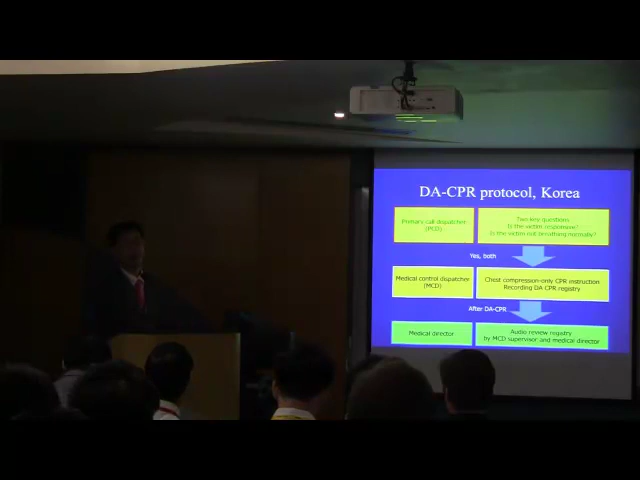 DA-CPR protocol, Korea
Primary call dispatcher
(PCD)
Two key questions
Is the victim responsive?
Is the victim not breathing normally?
Yes, both
Medical control dispatcher
(MCD)
Chest compression-only CPR instruction
Recording DA CPR registry
After DA-CPR
Medical director
Audio review registry
by MCD supervisor and medical director